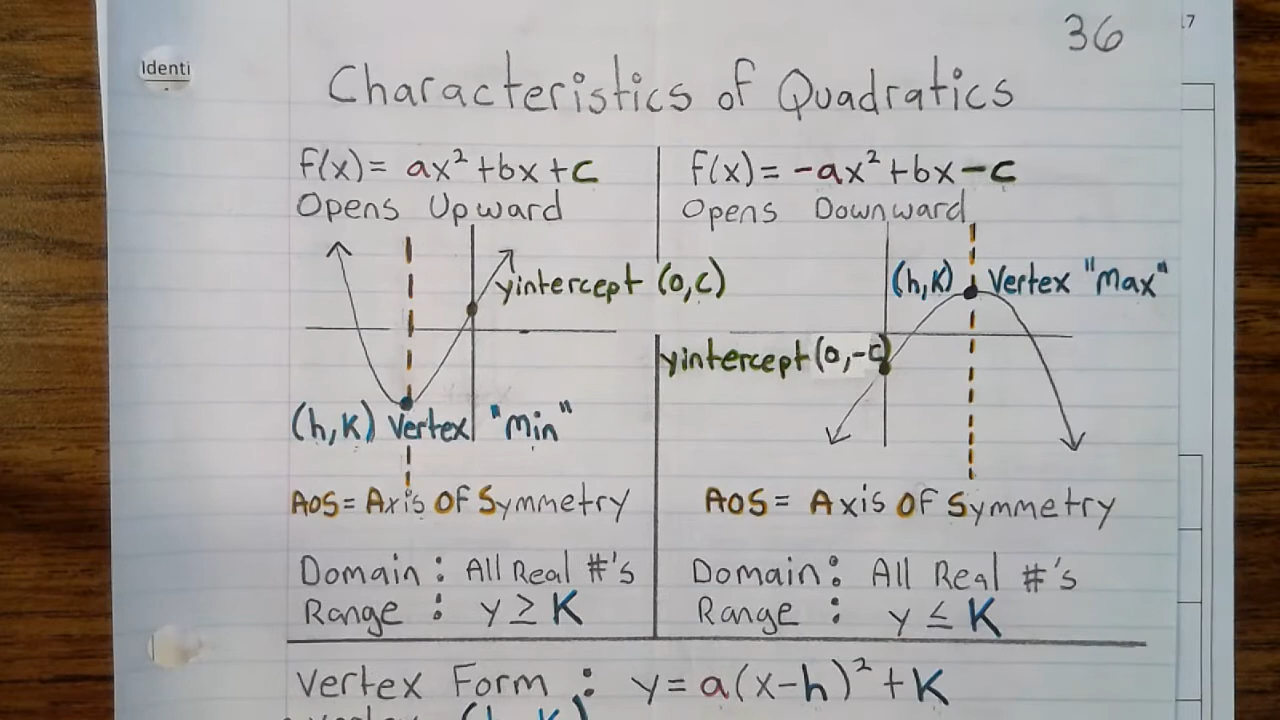 36
.7
Identi
Characteristics of Quadratics
f(x) = ax² + bx + c
Opens Upward
yintercept (0,c)
(h,K) Vertex "min"
AOS = Axis OF Symmetry
Domain : All Real #'s
Range : y ≥ K
f(x) = -ax² + bx - c
Opens Downward
(h,K) Vertex "max"
yintercept (0,-c)
AOS = Axis OF Symmetry
Domain : All Real #'s
Range : y ≤ K
Vertex Form : y = a(x-h)² + K